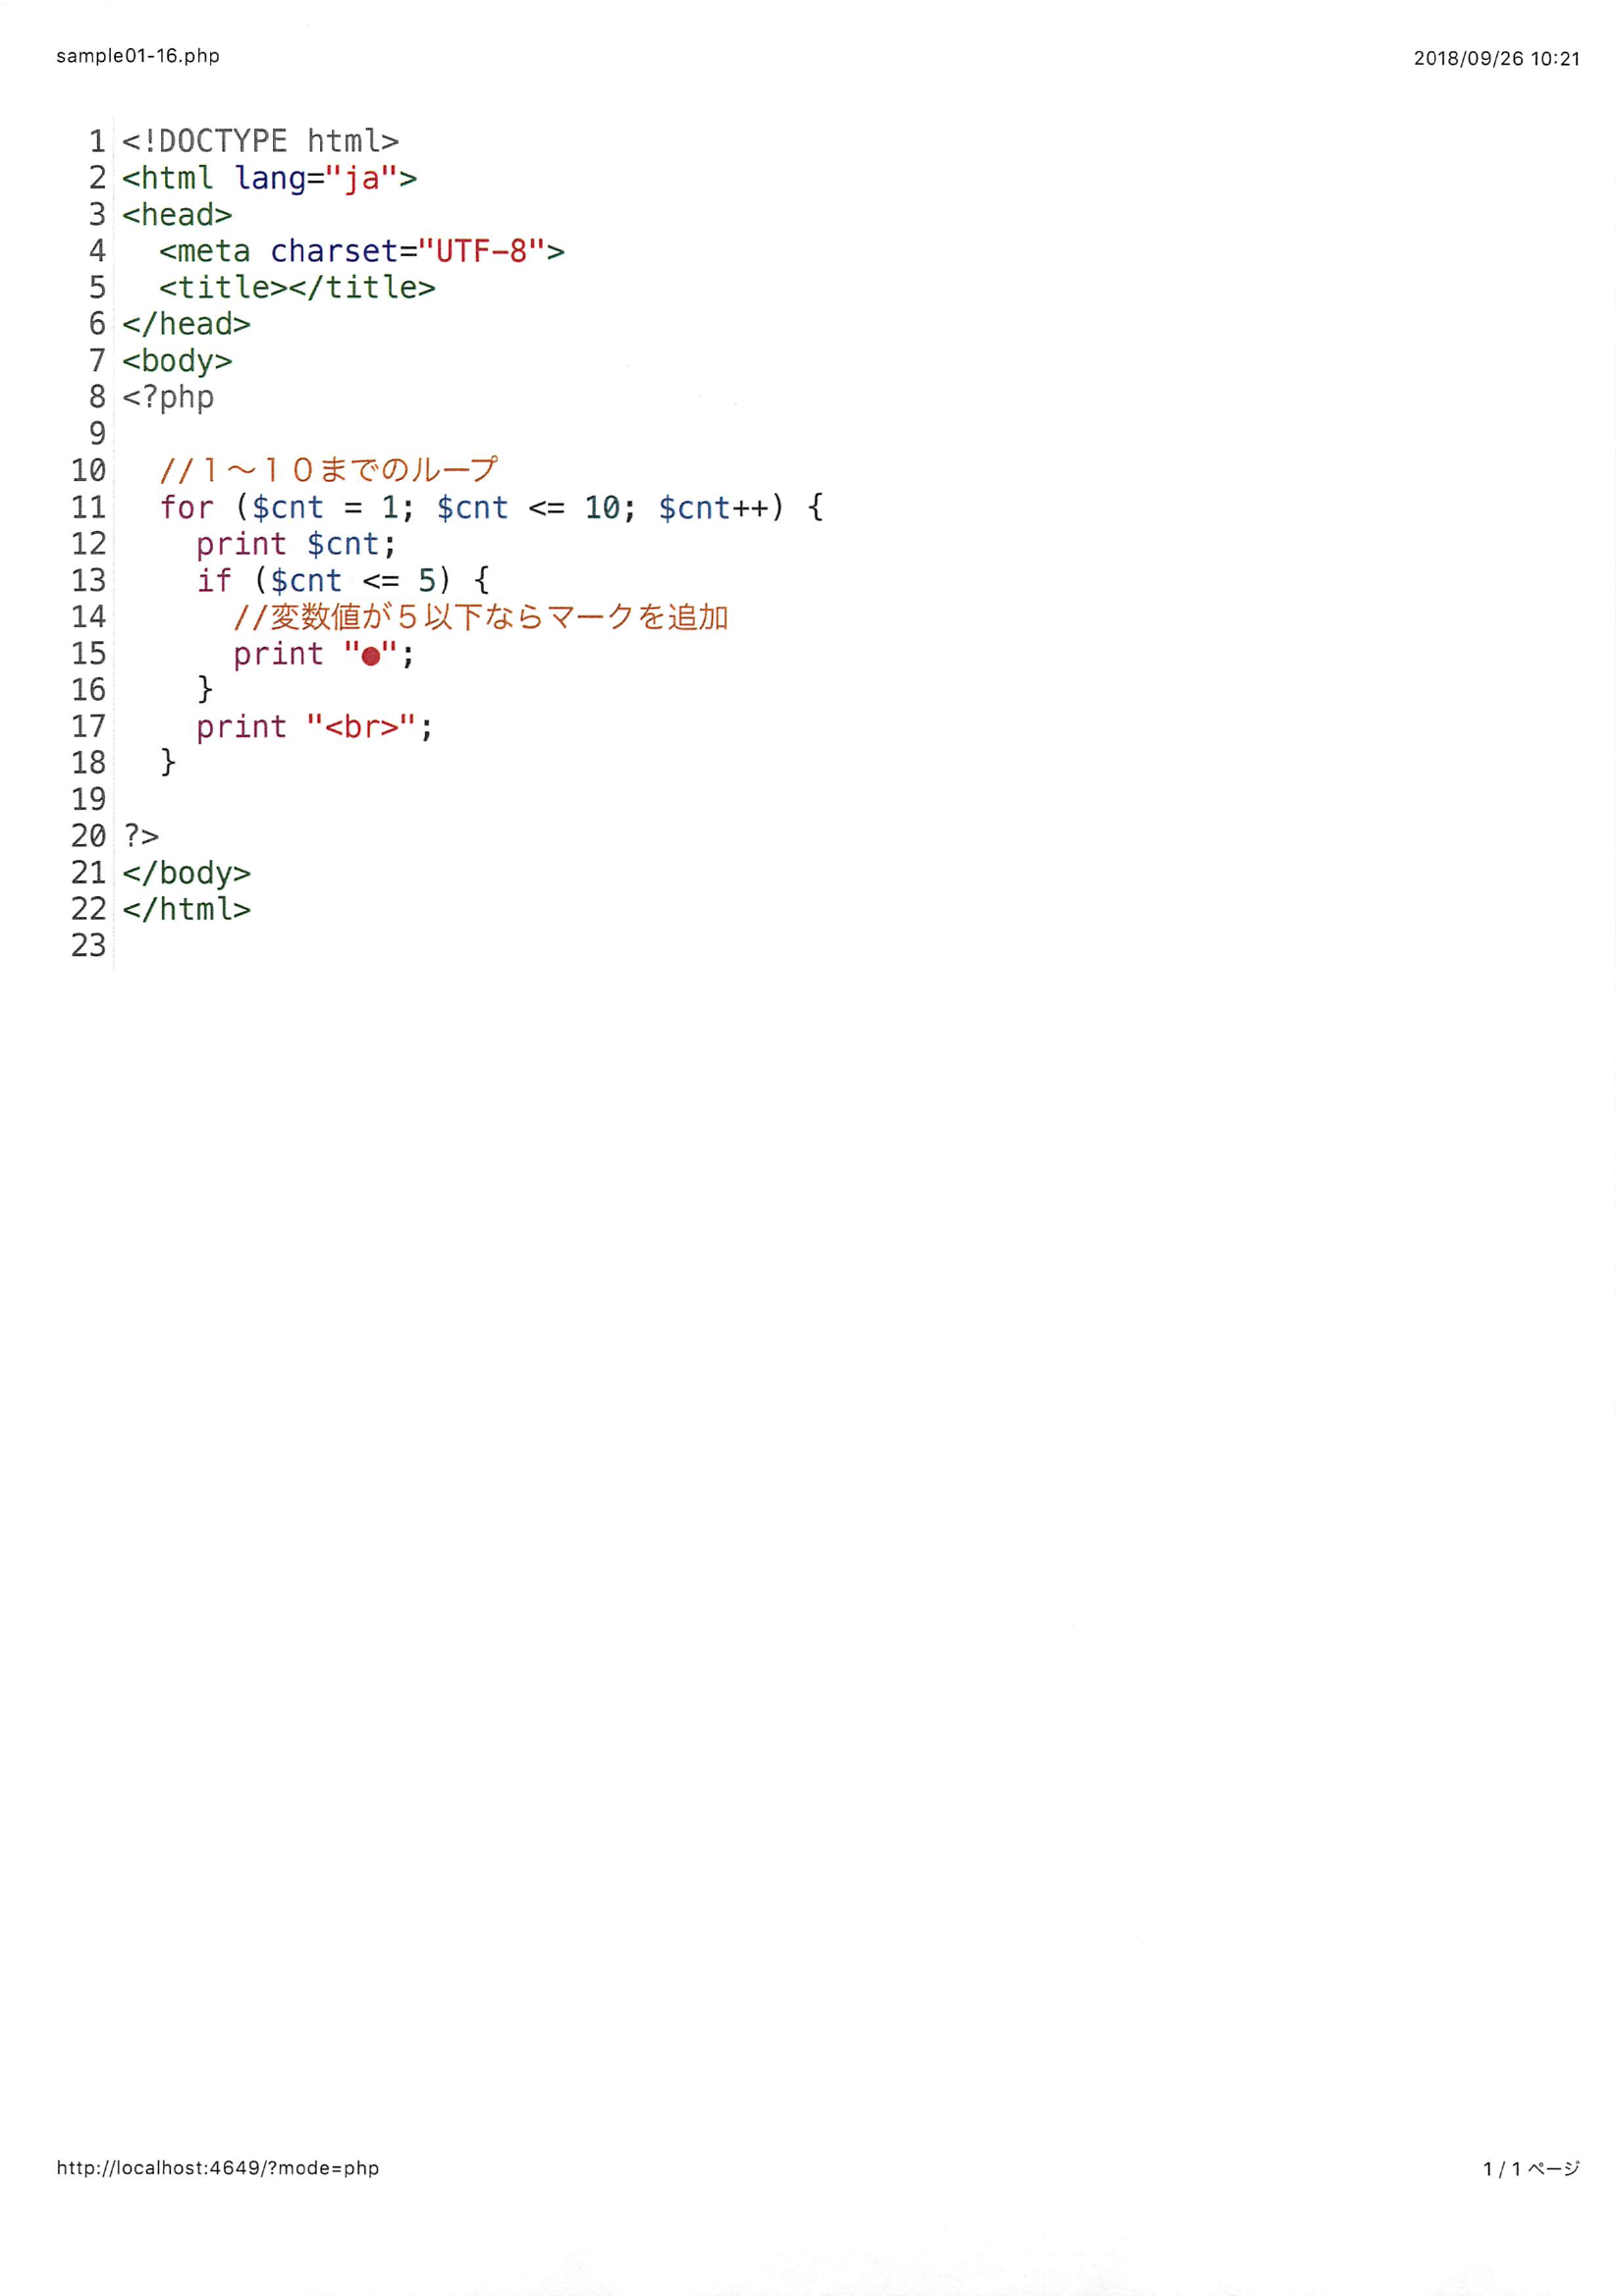 sample01-16.php 2018/09/26 10:21
1 <!DOCTYPE html>
2 <html lang="ja">
3 <head>
4   <meta charset="UTF-8">
5   <title></title>
6 </head>
7 <body>
8 <?php
9
10   //１〜１０までのループ
11   for ($cnt = 1; $cnt <= 10; $cnt++) {
12     print $cnt;
13     if ($cnt <= 5) {
14       //変数値が５以下ならマークを追加
15       print "●";
16     }
17     print "<br>";
18   }
19
20 ?>
21 </body>
22 </html>
23
http://localhost:4649/?mode=php 1 / 1 ページ